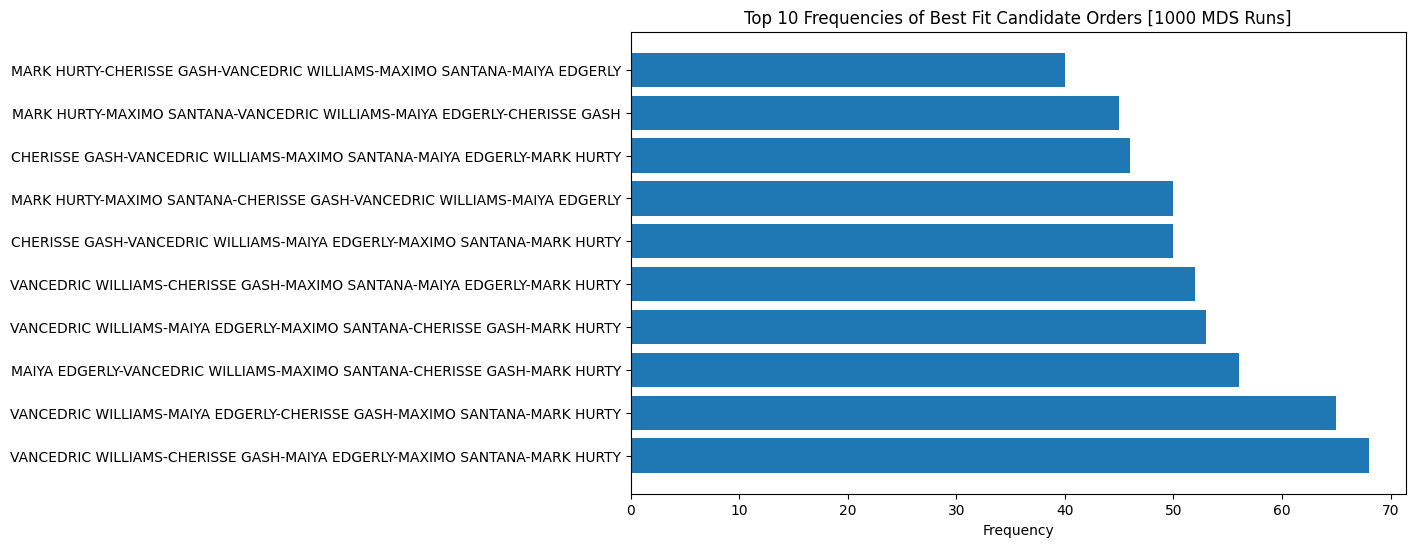 Top 10 Frequencies of Best Fit Candidate Orders [1000 MDS Runs]
MARK HURTY-CHERISSE GASH-VANCEDRIC WILLIAMS-MAXIMO SANTANA-MAIYA EDGERLY
MARK HURTY-MAXIMO SANTANA-VANCEDRIC WILLIAMS-MAIYA EDGERLY-CHERISSE GASH
CHERISSE GASH-VANCEDRIC WILLIAMS-MAXIMO SANTANA-MAIYA EDGERLY-MARK HURTY
MARK HURTY-MAXIMO SANTANA-CHERISSE GASH-VANCEDRIC WILLIAMS-MAIYA EDGERLY
CHERISSE GASH-VANCEDRIC WILLIAMS-MAIYA EDGERLY-MAXIMO SANTANA-MARK HURTY
VANCEDRIC WILLIAMS-CHERISSE GASH-MAXIMO SANTANA-MAIYA EDGERLY-MARK HURTY
VANCEDRIC WILLIAMS-MAIYA EDGERLY-MAXIMO SANTANA-CHERISSE GASH-MARK HURTY
MAIYA EDGERLY-VANCEDRIC WILLIAMS-MAXIMO SANTANA-CHERISSE GASH-MARK HURTY
VANCEDRIC WILLIAMS-MAIYA EDGERLY-CHERISSE GASH-MAXIMO SANTANA-MARK HURTY
VANCEDRIC WILLIAMS-CHERISSE GASH-MAIYA EDGERLY-MAXIMO SANTANA-MARK HURTY
0 10 20 30 40 50 60 70
Frequency